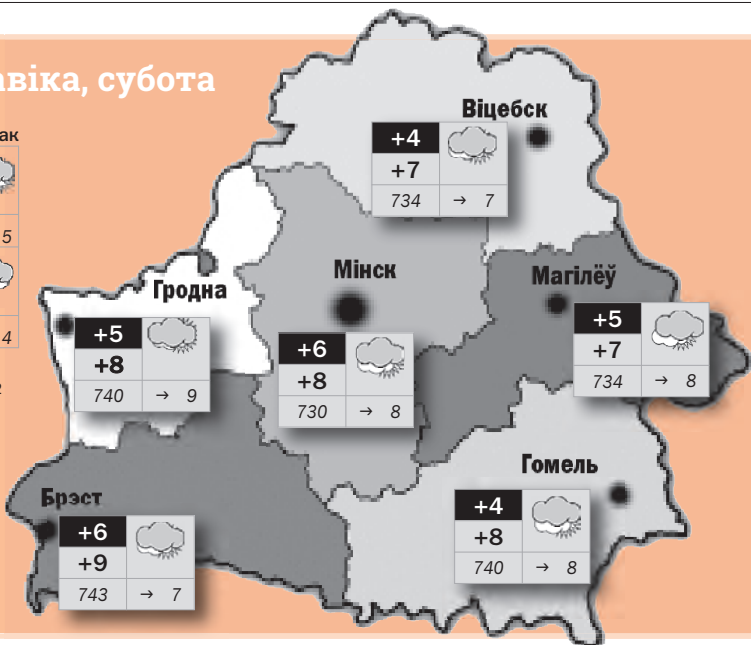 авіка, субота
ак
5
4
Віцебск
+4
+7
734 → 7
Мінск
+6
+8
730 → 8
Магілёў
+5
+7
734 → 8
Гродна
+5
+8
740 → 9
Гомель
+4
+8
740 → 8
Брэст
+6
+9
743 → 7